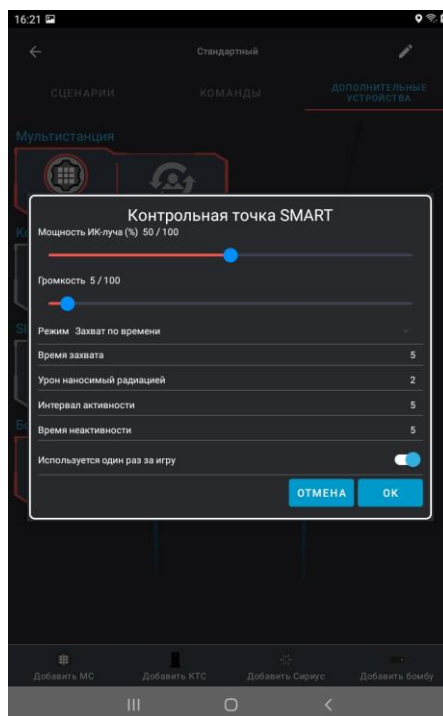 16:21
Стандартный
СЦЕНАРИИ
КОМАНДЫ
ДОПОЛНИТЕЛЬНЫЕ
УСТРОЙСТВА
Мультистанция
Контрольная точка SMART
Мощность ИК-луча (%) 50 / 100
Громкость 5 / 100
Режим Захват по времени
Время захвата 5
Урон наносимый радиацией 2
Интервал активности 5
Время неактивности 5
Используется один раз за игру
ОТМЕНА OK
Добавить МС
Добавить КТС
Добавить Сириус
Добавить бомбу